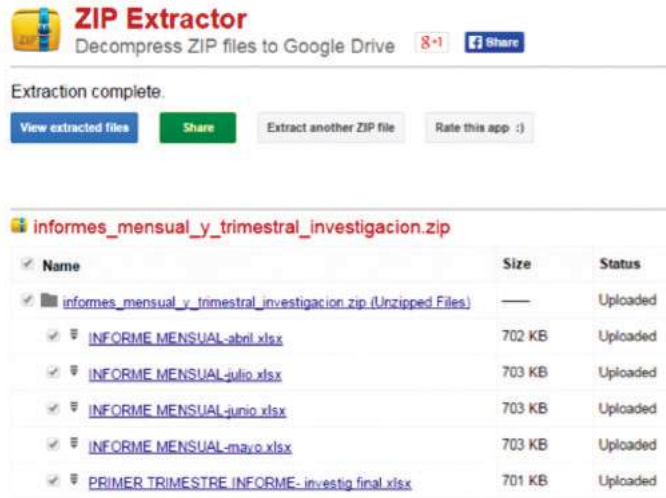 ZIP Extractor
Decompress ZIP files to Google Drive 8+1 Share
Extraction complete.
View extracted files Share Extract another ZIP file Rate this app :)
informes_mensual_y_trimestral_investigacion.zip
Name Size Status
informes_mensual_y_trimestral_investigacion.zip (Unzipped Files) —— Uploaded
INFORME MENSUAL-abril.xlsx 702 KB Uploaded
INFORME MENSUAL-julio.xlsx 703 KB Uploaded
INFORME MENSUAL-junio.xlsx 703 KB Uploaded
INFORME MENSUAL-mayo.xlsx 703 KB Uploaded
PRIMER TRIMESTRE INFORME- investig final.xlsx 701 KB Uploaded